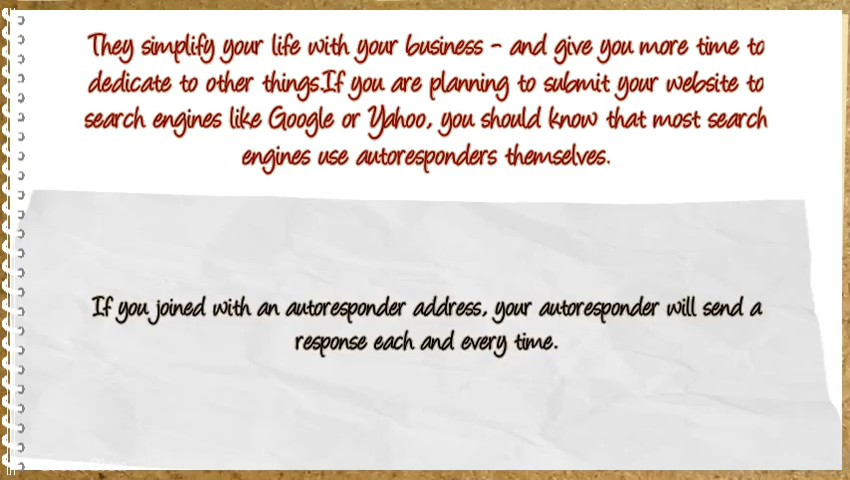 They simplify your life with your business - and give you more time to
dedicate to other things.If you are planning to submit your website to
search engines like Google or Yahoo, you should know that most search
engines use autoresponders themselves.
If you joined with an autoresponder address, your autoresponder will send a
response each and every time.